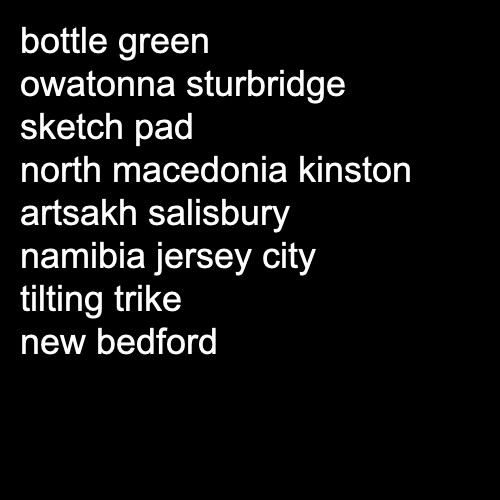 bottle green
owatonna sturbridge
sketch pad
north macedonia kinston
artsakh salisbury
namibia jersey city
tilting trike
new bedford